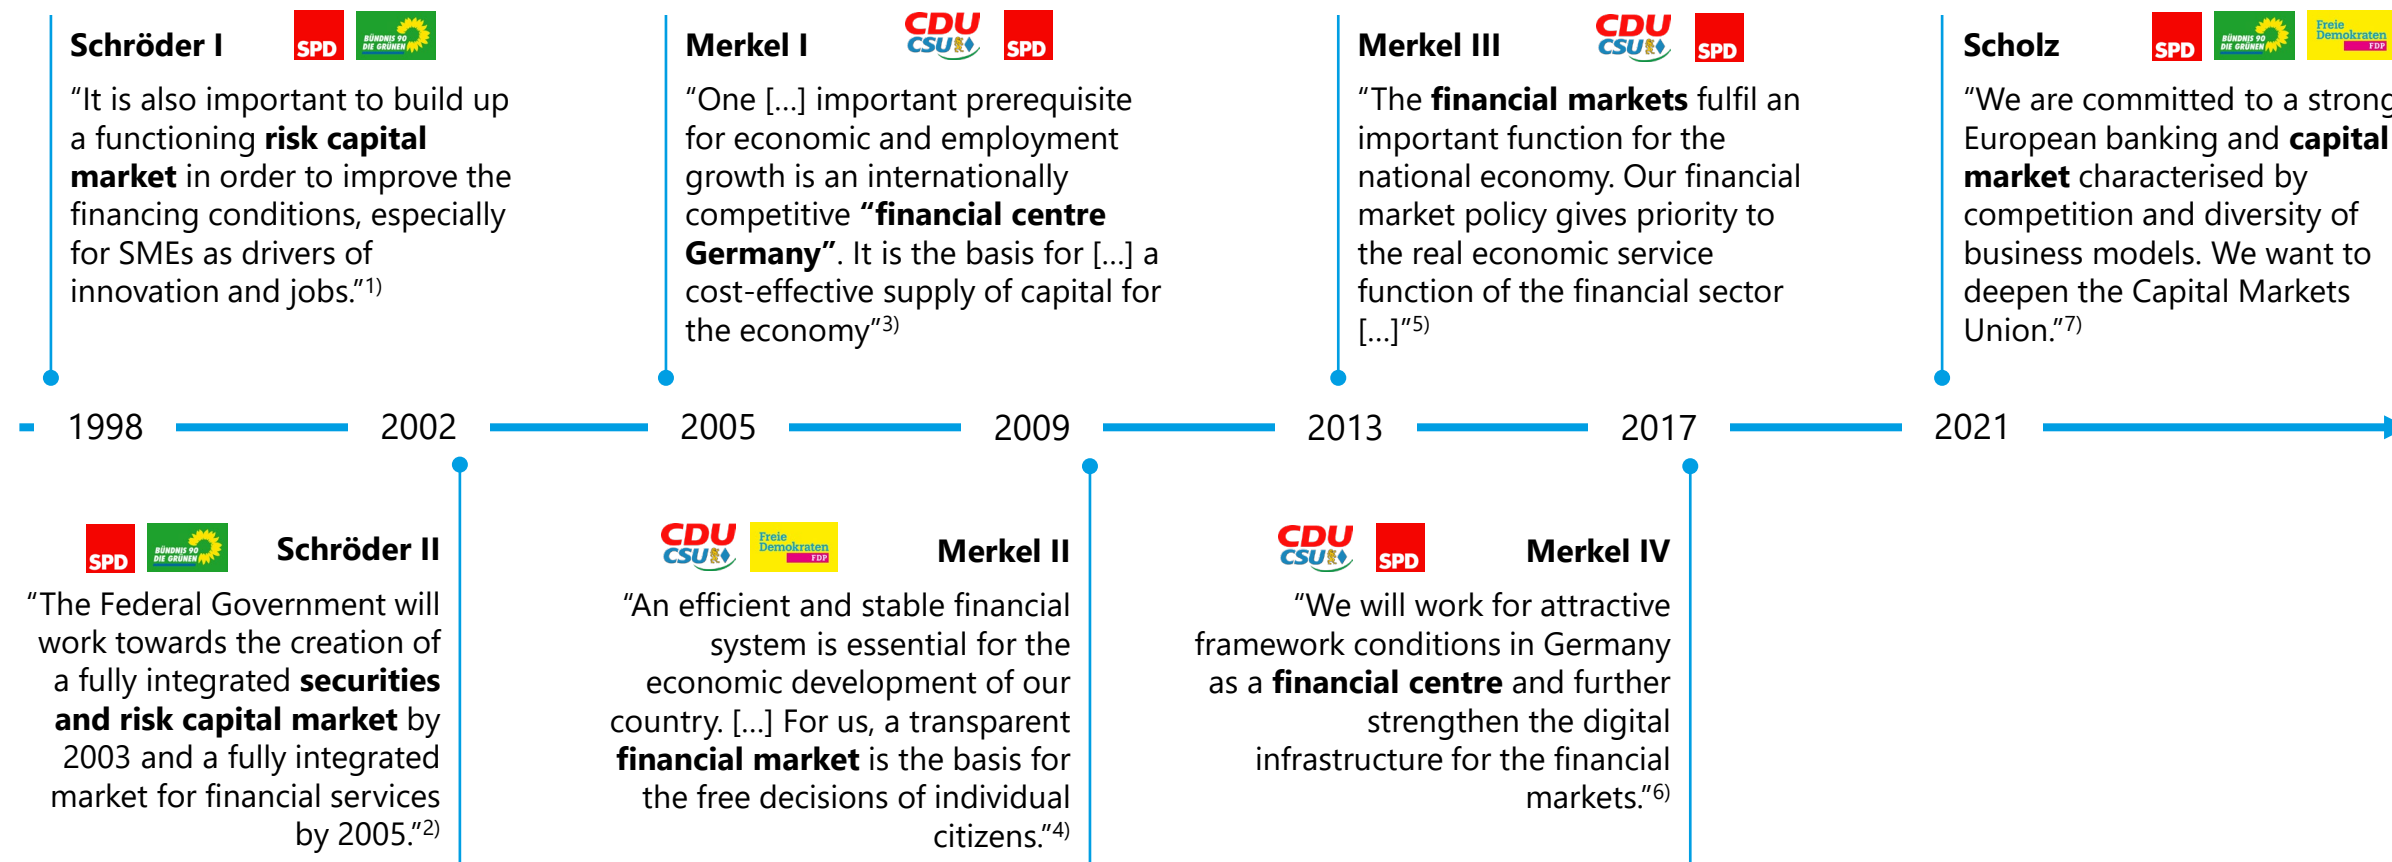 Schröder I
SPD
BÜNDNIS 90
DIE GRÜNEN
“It is also important to build up
a functioning risk capital
market in order to improve the
financing conditions, especially
for SMEs as drivers of
innovation and jobs.”1)
Merkel I
CDU
CSU
SPD
“One [...] important prerequisite
for economic and employment
growth is an internationally
competitive “financial centre
Germany”. It is the basis for [...] a
cost-effective supply of capital for
the economy”3)
Merkel III
CDU
CSU
SPD
“The financial markets fulfil an
important function for the
national economy. Our financial
market policy gives priority to
the real economic service
function of the financial sector
[...]”5)
Scholz
SPD
BÜNDNIS 90
DIE GRÜNEN
Freie
Demokraten
FDP
“We are committed to a strong
European banking and capital
market characterised by
competition and diversity of
business models. We want to
deepen the Capital Markets
Union.”7)
1998
2002
2005
2009
2013
2017
2021
SPD
BÜNDNIS 90
DIE GRÜNEN
Schröder II
“The Federal Government will
work towards the creation of
a fully integrated securities
and risk capital market by
2003 and a fully integrated
market for financial services
by 2005.”2)
CDU
CSU
Freie
Demokraten
FDP
Merkel II
“An efficient and stable financial
system is essential for the
economic development of our
country. [...] For us, a transparent
financial market is the basis for
the free decisions of individual
citizens.”4)
CDU
CSU
SPD
Merkel IV
“We will work for attractive
framework conditions in Germany
as a financial centre and further
strengthen the digital
infrastructure for the financial
markets.”6)